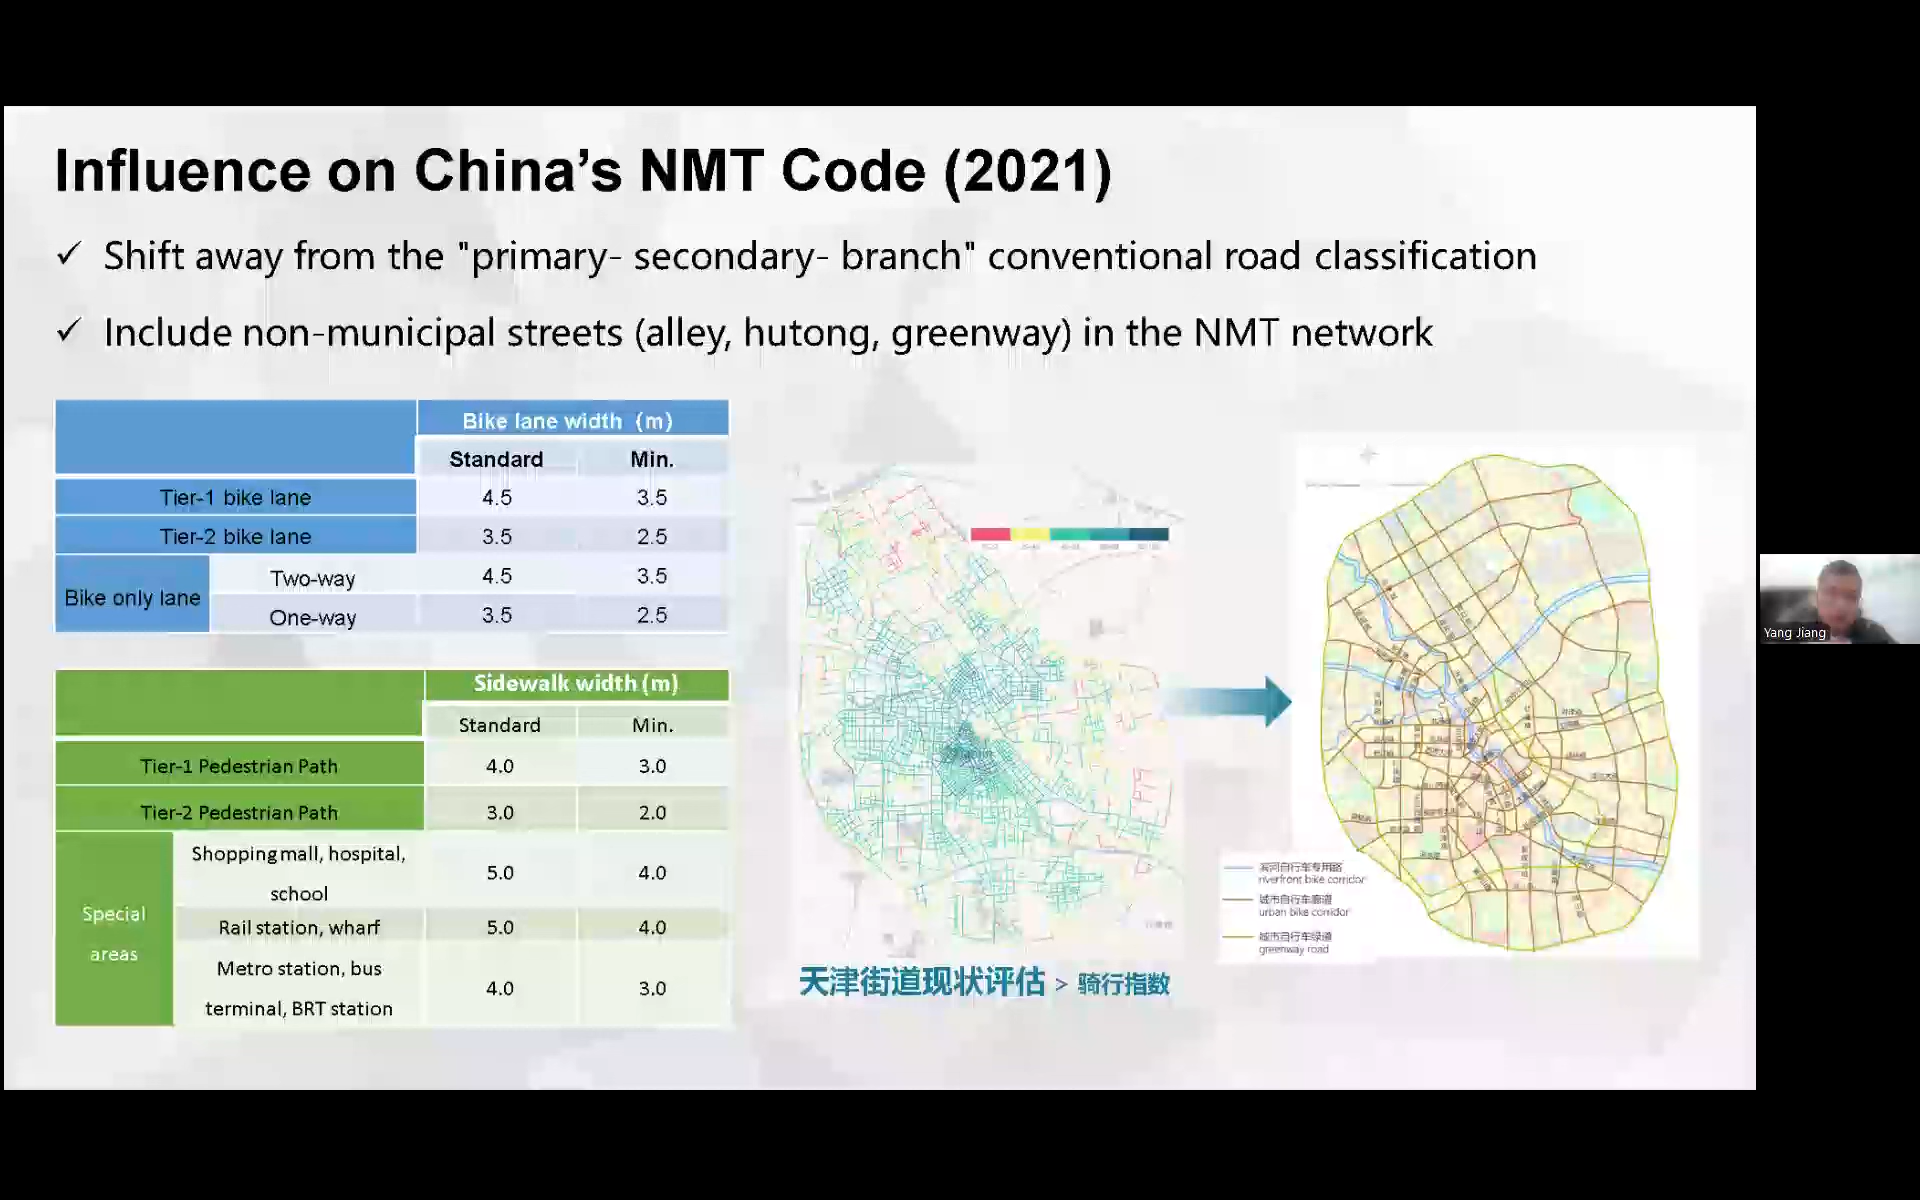 Influence on China’s NMT Code (2021)
✓ Shift away from the "primary- secondary- branch" conventional road classification
✓ Include non-municipal streets (alley, hutong, greenway) in the NMT network
Bike lane width (m)
Standard Min.
Tier-1 bike lane 4.5 3.5
Tier-2 bike lane 3.5 2.5
Bike only lane
Two-way 4.5 3.5
One-way 3.5 2.5
Sidewalk width (m)
Standard Min.
Tier-1 Pedestrian Path 4.0 3.0
Tier-2 Pedestrian Path 3.0 2.0
Special
areas
Shopping mall, hospital,
school
5.0 4.0
Rail station, wharf 5.0 4.0
Metro station, bus
terminal, BRT station
4.0 3.0
天津街道现状评估 > 骑行指数
滨河自行车专用路
riverfront bike corridor
城市自行车廊道
urban bike corridor
城市自行车绿道
greenway road
Yang Jiang